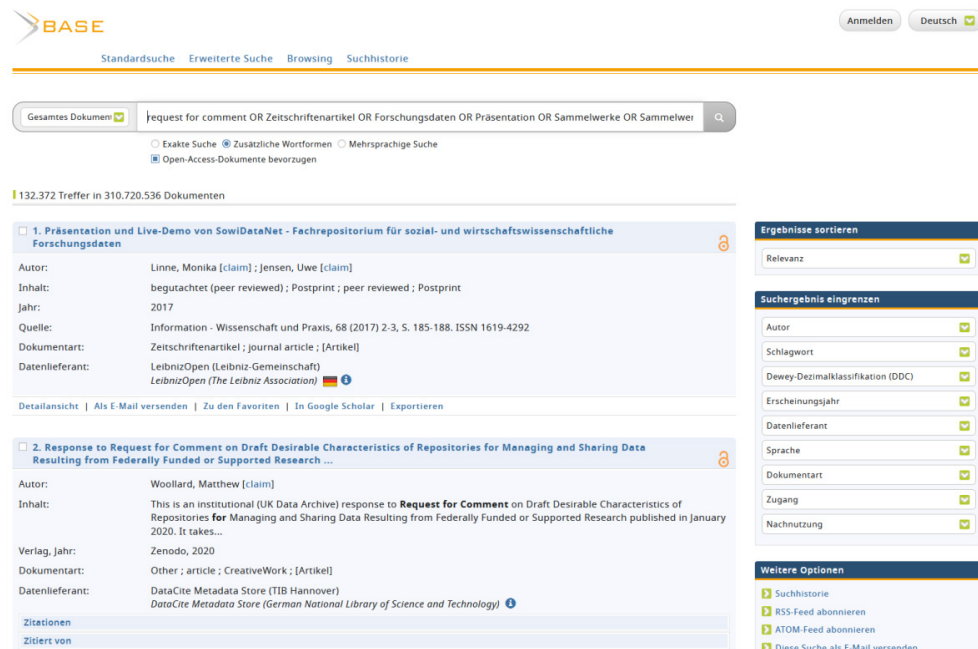 BASE
Anmelden
Deutsch
Standardsuche Erweiterte Suche Browsing Suchhistorie
Gesamtes Dokument
request for comment OR Zeitschriftenartikel OR Forschungsdaten OR Präsentation OR Sammelwerke OR Sammelwer
Exakte Suche Zusätzliche Wortformen Mehrsprachige Suche
Open-Access-Dokumente bevorzugen
132.372 Treffer in 310.720.536 Dokumenten
1. Präsentation und Live-Demo von SowiDataNet - Fachrepositorium für sozial- und wirtschaftswissenschaftliche
Forschungsdaten
Autor: Linne, Monika [claim] ; Jensen, Uwe [claim]
Inhalt: begutachtet (peer reviewed) ; Postprint ; peer reviewed ; Postprint
Jahr: 2017
Quelle: Information - Wissenschaft und Praxis, 68 (2017) 2-3, S. 185-188. ISSN 1619-4292
Dokumentart: Zeitschriftenartikel ; journal article ; [Artikel]
Datenlieferant: LeibnizOpen (Leibniz-Gemeinschaft)
LeibnizOpen (The Leibniz Association)
Detailansicht | Als E-Mail versenden | Zu den Favoriten | In Google Scholar | Exportieren
2. Response to Request for Comment on Draft Desirable Characteristics of Repositories for Managing and Sharing Data
Resulting from Federally Funded or Supported Research ...
Autor: Woollard, Matthew [claim]
Inhalt: This is an institutional (UK Data Archive) response to Request for Comment on Draft Desirable Characteristics of
Repositories for Managing and Sharing Data Resulting from Federally Funded or Supported Research published in January
2020. It takes...
Verlag, Jahr: Zenodo, 2020
Dokumentart: Other ; article ; CreativeWork ; [Artikel]
Datenlieferant: DataCite Metadata Store (TIB Hannover)
DataCite Metadata Store (German National Library of Science and Technology)
Zitationen
Zitiert von
Ergebnisse sortieren
Relevanz
Suchergebnis eingrenzen
Autor
Schlagwort
Dewey-Dezimalklassifikation (DDC)
Erscheinungsjahr
Datenlieferant
Sprache
Dokumentart
Zugang
Nachnutzung
Weitere Optionen
Suchhistorie
RSS-Feed abonnieren
ATOM-Feed abonnieren
Diese Suche als E-Mail versenden